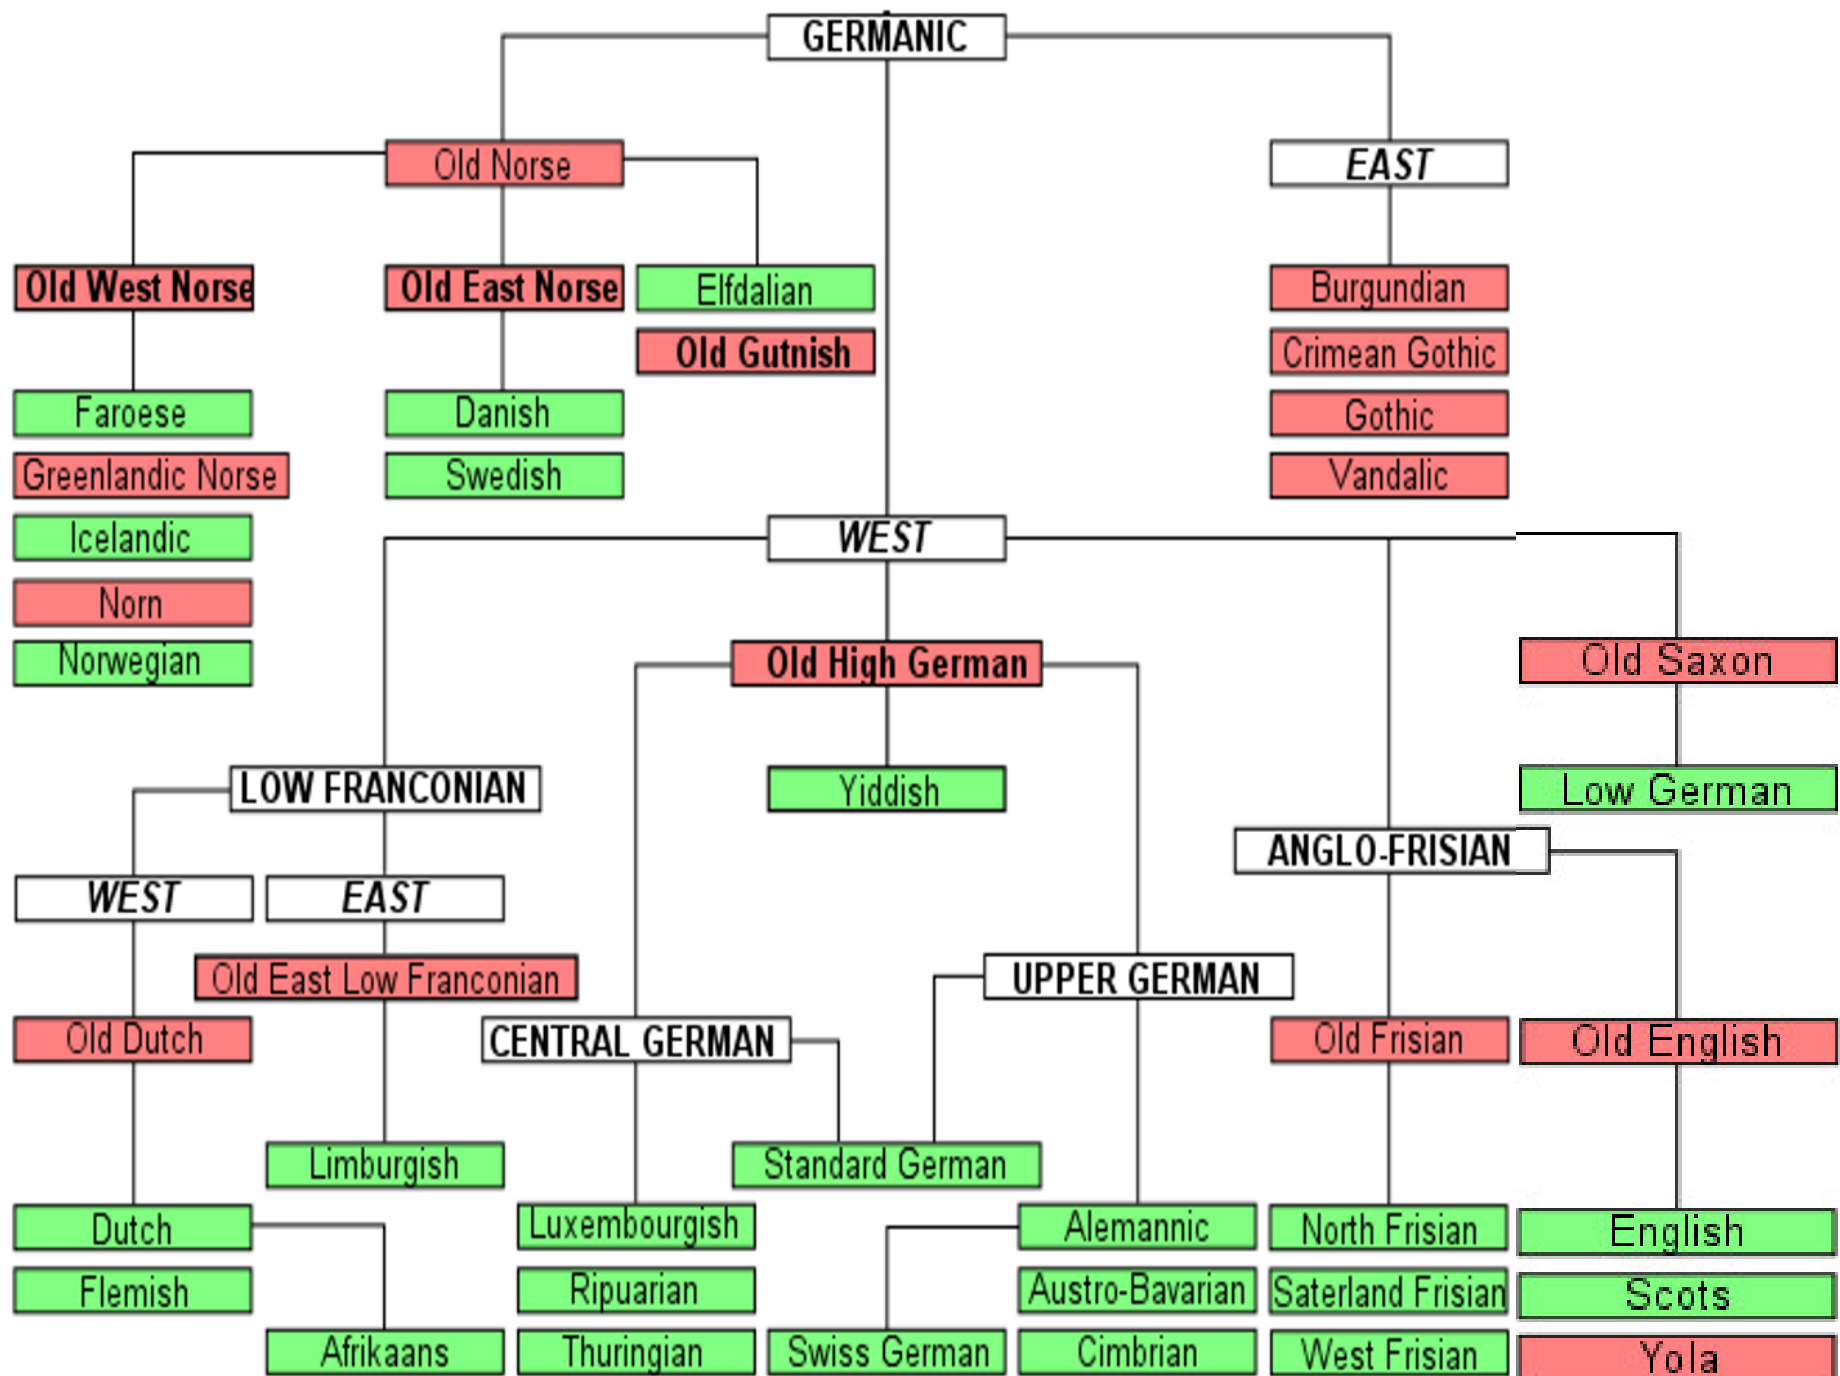 GERMANIC
Old Norse
EAST
Old West Norse
Old East Norse
Elfdalian
Burgundian
Old Gutnish
Crimean Gothic
Faroese
Danish
Gothic
Greenlandic Norse
Swedish
Vandalic
Icelandic
WEST
Norn
Norwegian
Old High German
Old Saxon
LOW FRANCONIAN
Yiddish
Low German
ANGLO-FRISIAN
WEST
EAST
Old East Low Franconian
UPPER GERMAN
Old Dutch
CENTRAL GERMAN
Old Frisian
Old English
Limburgish
Standard German
Dutch
Luxembourgish
Alemannic
North Frisian
English
Flemish
Ripuarian
Austro-Bavarian
Saterland Frisian
Scots
Afrikaans
Thuringian
Swiss German
Cimbrian
West Frisian
Yola